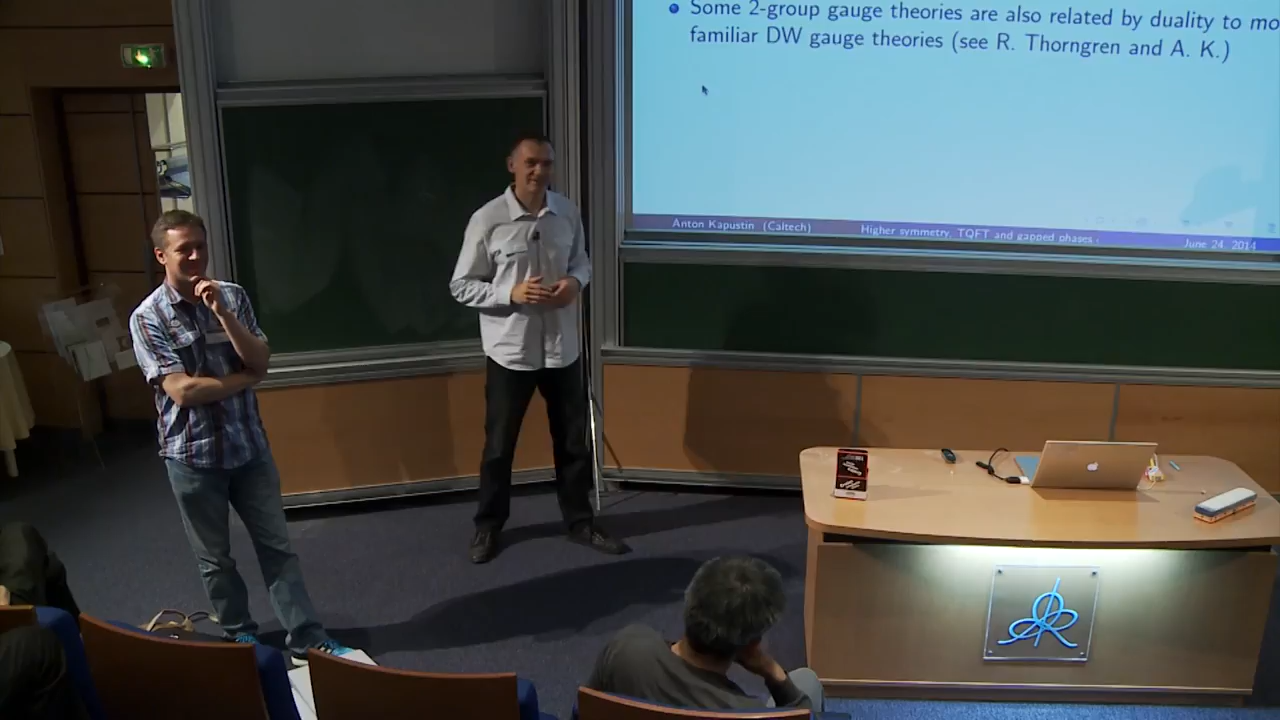 Some 2-group gauge theories are also related by duality to mo
familiar DW gauge theories (see R. Thorngren and A. K.)
Anton Kapustin (Caltech)
Higher symmetry, TQFT and gapped phases
June 24, 2014